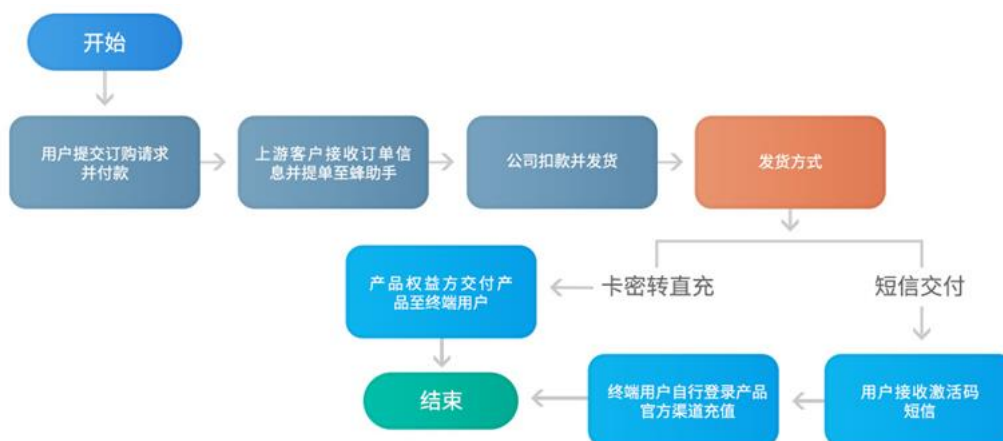 开始
用户提交订购请求
并付款
上游客户接收订单信
息并提单至蜂助手
公司扣款并发货
发货方式
产品权益方交付产
品至终端用户
卡密转直充
短信交付
结束
终端用户自行登录产品
官方渠道充值
用户接收激活码
短信